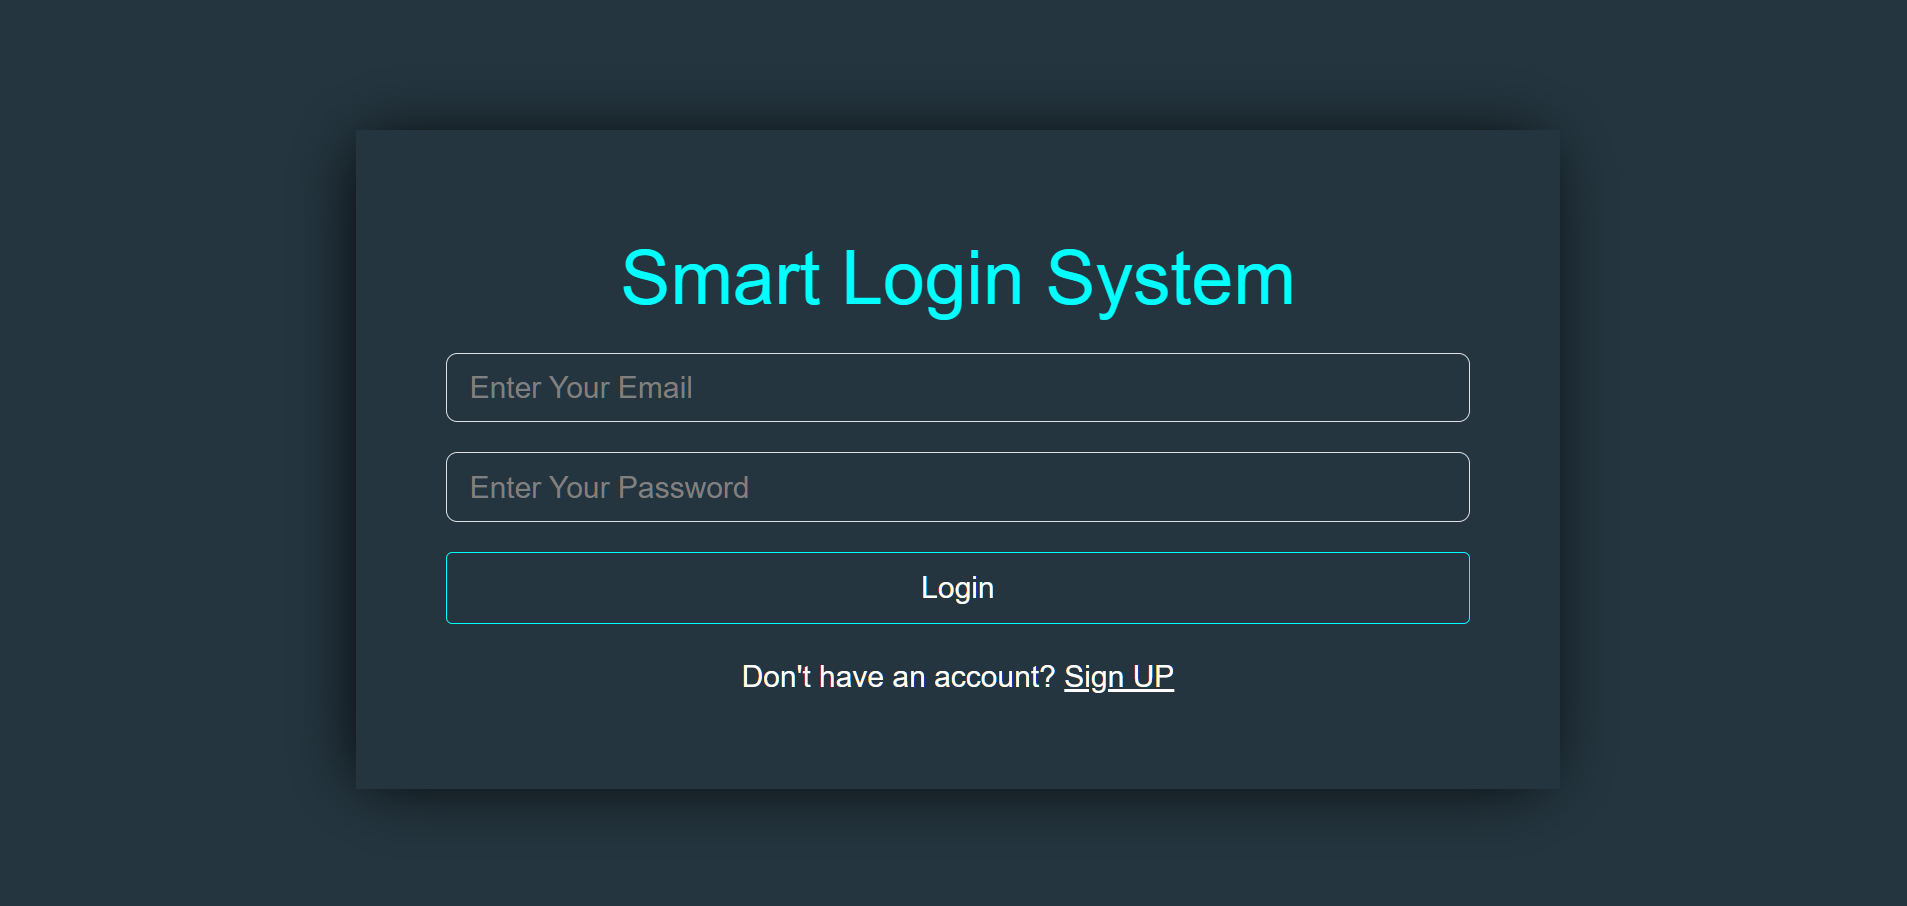 Smart Login System
Enter Your Email
Enter Your Password
Login
Don't have an account? Sign UP